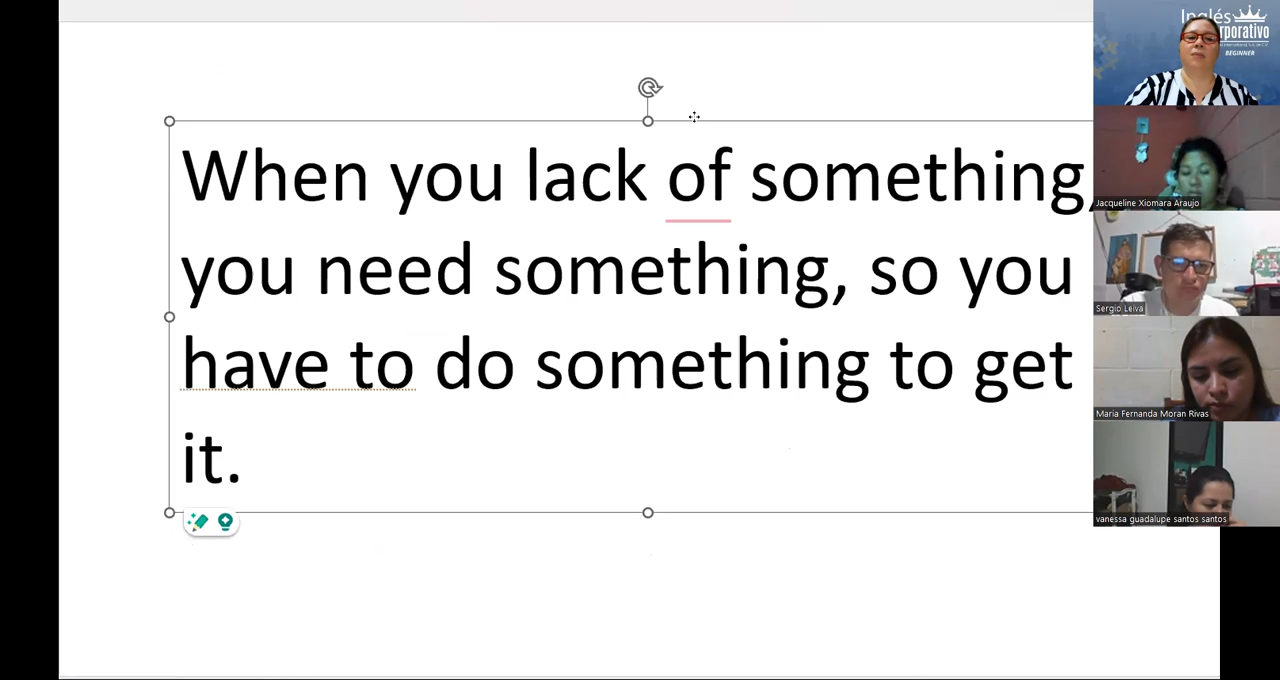 When you lack of something,
you need something, so you
have to do something to get
it.
Inglés
BEGINNER
Jacqueline Xiomara Araujo
Sergio Leiva
Maria Fernanda Moran Rivas
vanessa guadalupe santos santos